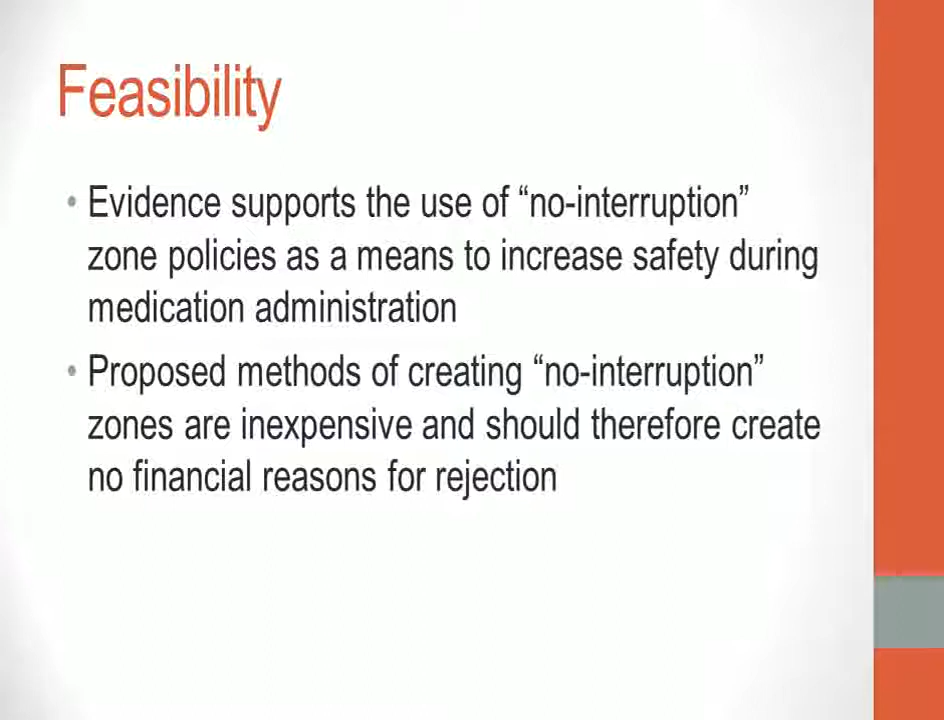 Feasibility
• Evidence supports the use of “no-interruption”
zone policies as a means to increase safety during
medication administration
• Proposed methods of creating “no-interruption”
zones are inexpensive and should therefore create
no financial reasons for rejection